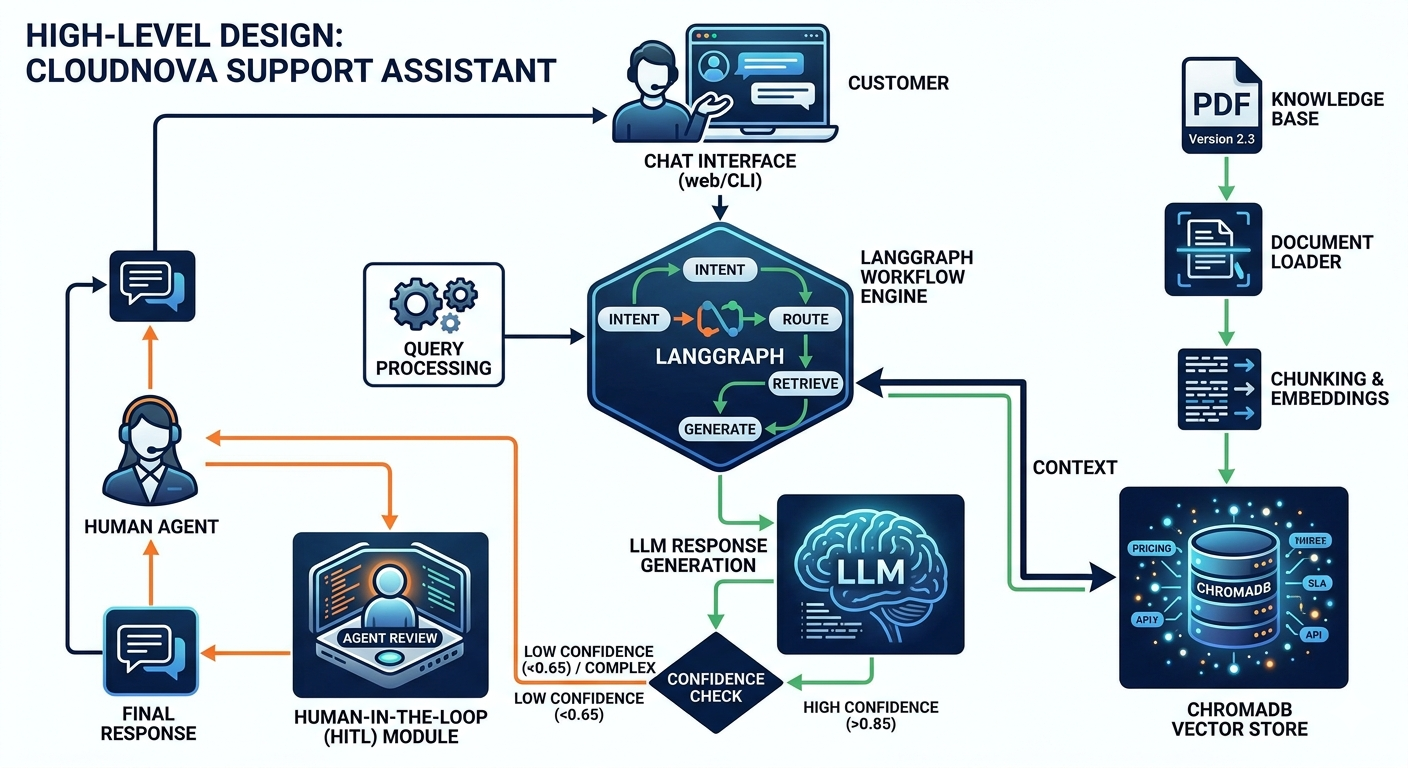 HIGH-LEVEL DESIGN:
CLOUDNOVA SUPPORT ASSISTANT
CUSTOMER
CHAT INTERFACE
(web/CLI)
PDF
Version 2.3
KNOWLEDGE
BASE
DOCUMENT
LOADER
CHUNKING &
EMBEDDINGS
QUERY
PROCESSING
LANGGRAPH
WORKFLOW
ENGINE
INTENT
INTENT
ROUTE
LANGGRAPH
RETRIEVE
GENERATE
CONTEXT
HUMAN AGENT
LLM RESPONSE
GENERATION
LLM
PRICING
CHROMADB
SLA
API
CHROMADB
VECTOR STORE
AGENT REVIEW
HUMAN-IN-THE-LOOP
(HITL) MODULE
FINAL
RESPONSE
LOW CONFIDENCE
(<0.65) / COMPLEX
LOW CONFIDENCE
(<0.65)
CONFIDENCE
CHECK
HIGH CONFIDENCE
(>0.85)